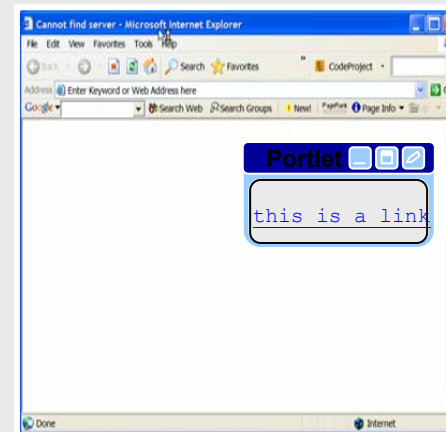 Cannot find server - Microsoft Internet Explorer
File Edit View Favorites Tools Help
Back Search Favorites " CodeProject
Address Enter Keyword or Web Address here
Google Search Web Search Groups New! PageRank Page Info
Portlet
this is a link
Done Internet